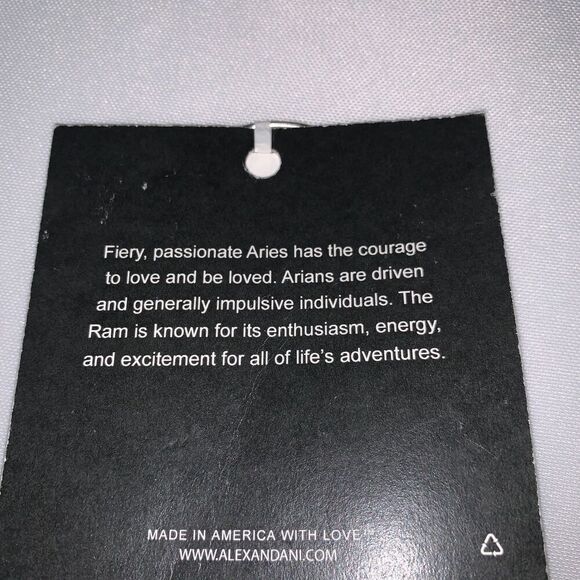 Fiery, passionate Aries has the courage
to love and be loved. Arians are driven
and generally impulsive individuals. The
Ram is known for its enthusiasm, energy,
and excitement for all of life's adventures.
MADE IN AMERICA WITH LOVE™
WWW.ALEXANDANI.COM